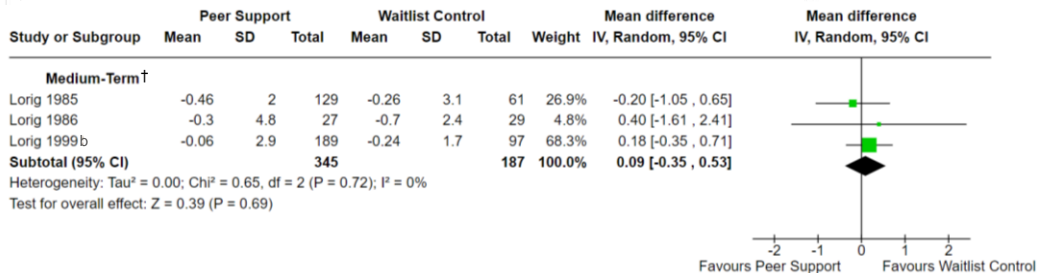 Peer Support Waitlist Control Mean difference Mean difference
Study or Subgroup Mean SD Total Mean SD Total Weight IV, Random, 95% CI IV, Random, 95% CI
Medium-Term†
Lorig 1985 -0.46 2 129 -0.26 3.1 61 26.9% -0.20 [-1.05 , 0.65]
Lorig 1986 -0.3 4.8 27 -0.7 2.4 29 4.8% 0.40 [-1.61 , 2.41]
Lorig 1999b -0.06 2.9 189 -0.24 1.7 97 68.3% 0.18 [-0.35 , 0.71]
Subtotal (95% CI) 345 187 100.0% 0.09 [-0.35 , 0.53]
Heterogeneity: Tau² = 0.00; Chi² = 0.65, df = 2 (P = 0.72); I² = 0%
Test for overall effect: Z = 0.39 (P = 0.69)
-2 -1 0 1 2
Favours Peer Support Favours Waitlist Control